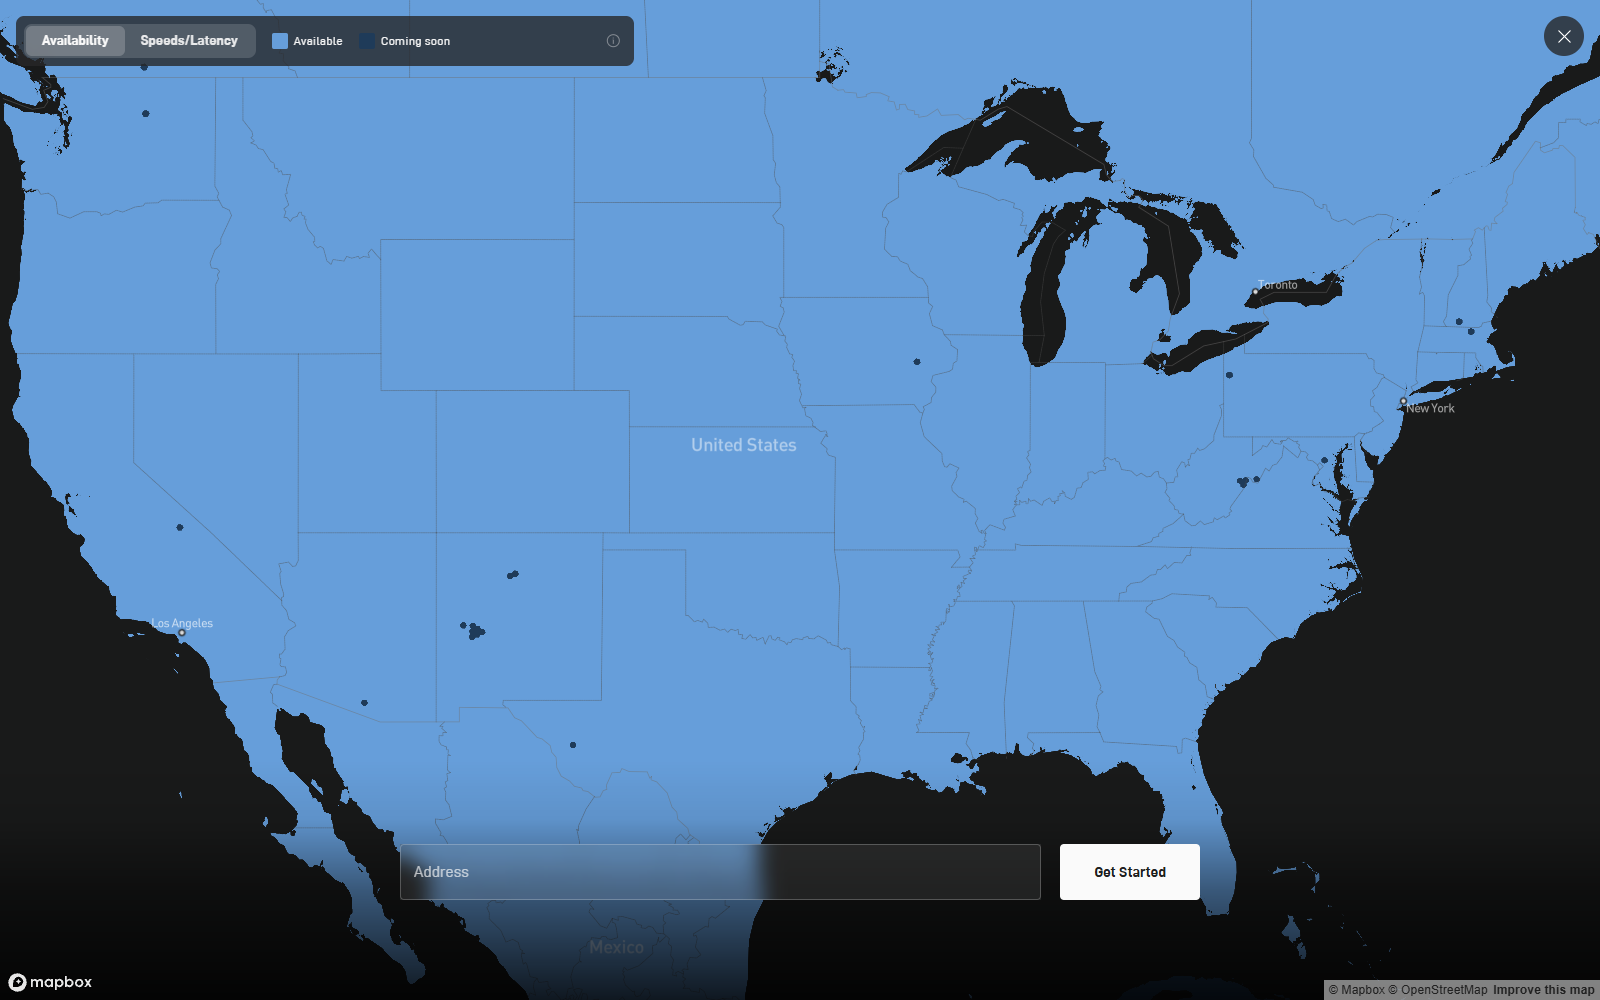 Availability
Speeds/Latency
Available
Coming soon
Toronto
New York
United States
Los Angeles
Address
Get Started
Mexico
mapbox
© Mapbox © OpenStreetMap Improve this map